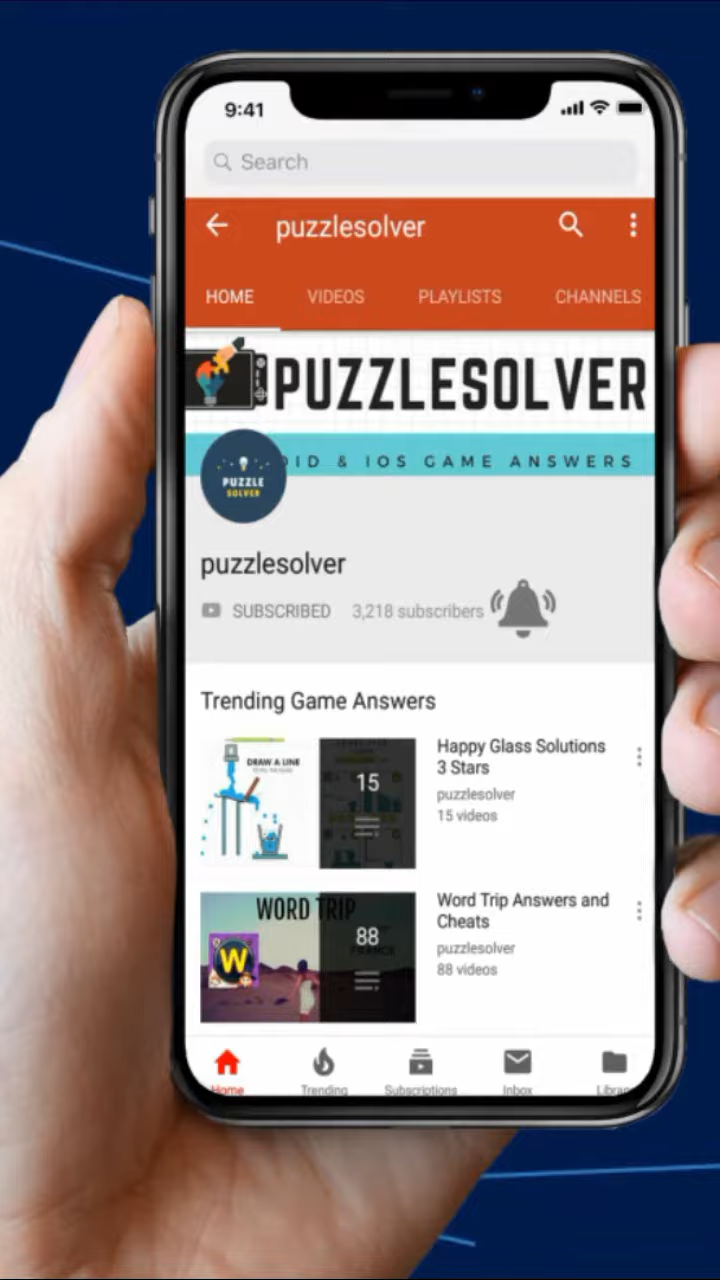 9:41
Search
puzzlesolver
HOME VIDEOS PLAYLISTS CHANNELS
PUZZLESOLVER
OID & IOS GAME ANSWERS
PUZZLE
SOLVER
puzzlesolver
SUBSCRIBED 3,218 subscribers
Trending Game Answers
DRAW A LINE
15
Happy Glass Solutions
3 Stars
puzzlesolver
15 videos
WORD TRIP
W
88
Word Trip Answers and
Cheats
puzzlesolver
88 videos
Home Trending Subscriptions Inbox Librar